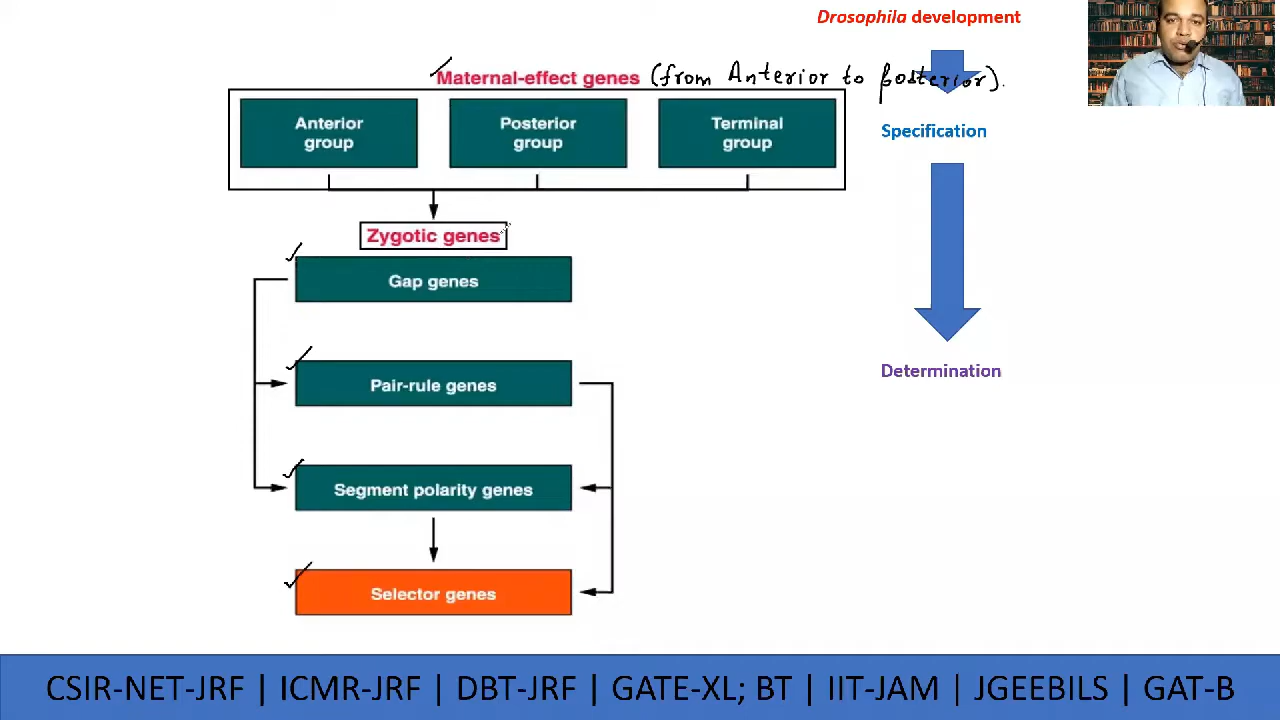 Drosophila development
Maternal-effect genes (from Anterior to posterior).
Anterior
group
Posterior
group
Terminal
group
Specification
Zygotic genes
Gap genes
Pair-rule genes
Determination
Segment polarity genes
Selector genes
CSIR-NET-JRF | ICMR-JRF | DBT-JRF | GATE-XL; BT | IIT-JAM | JGEEBILS | GAT-B